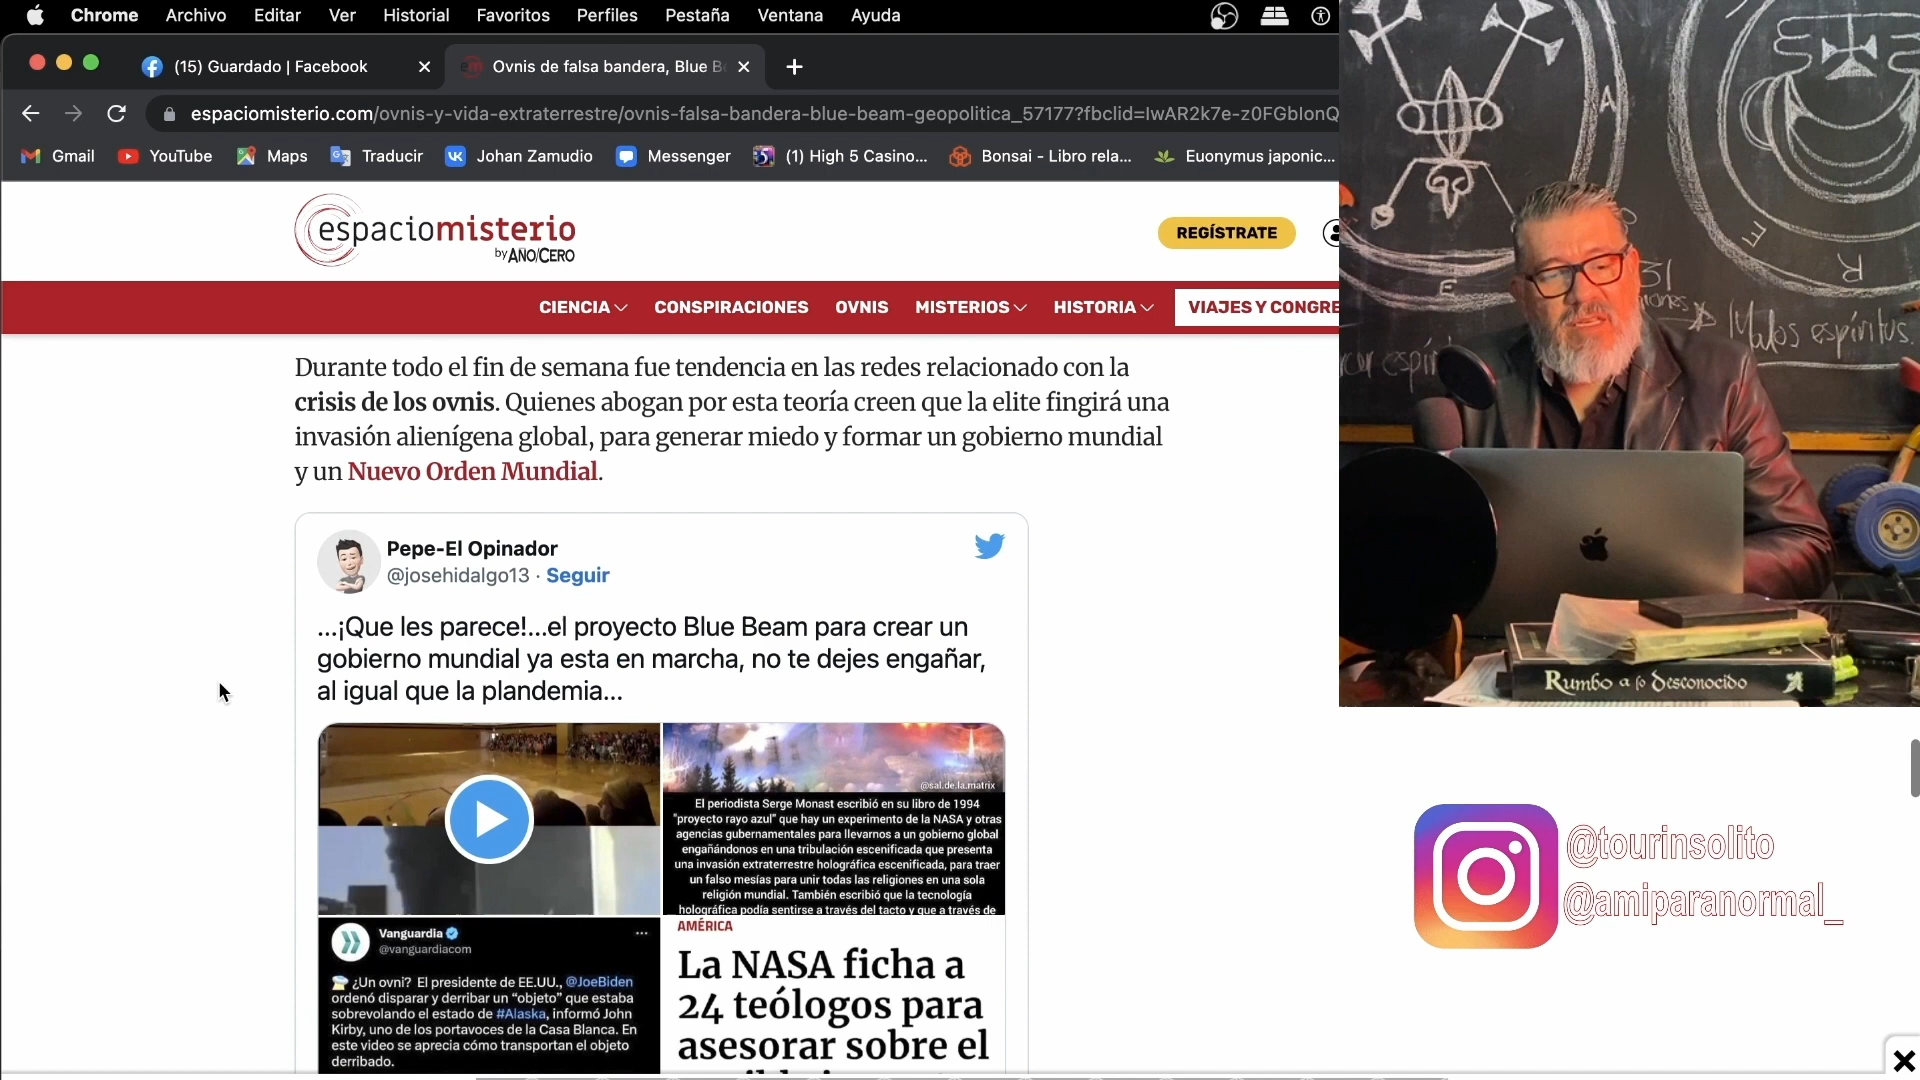 Chrome Archivo Editar Ver Historial Favoritos Perfiles Pestaña Ventana Ayuda
(15) Guardado | Facebook
Ovnis de falsa bandera, Blue B
espaciomisterio.com/ovnis-y-vida-extraterrestre/ovnis-falsa-bandera-blue-beam-geopolitica_57177?fbclid=IwAR2k7e-z0FGbIonQ
Gmail YouTube Maps Traducir Johan Zamudio Messenger (1) High 5 Casino... Bonsai - Libro rela... Euonymus japonic...
espaciomisterio
by AÑO/CERO
REGÍSTRATE
CIENCIA CONSPIRACIONES OVNIS MISTERIOS HISTORIA VIAJES Y CONGRE
Durante todo el fin de semana fue tendencia en las redes relacionado con la
crisis de los ovnis. Quienes abogan por esta teoría creen que la elite fingirá una
invasión alienígena global, para generar miedo y formar un gobierno mundial
y un Nuevo Orden Mundial.
Pepe-El Opinador
@josehidalgo13 · Seguir
...¡Que les parece!...el proyecto Blue Beam para crear un
gobierno mundial ya esta en marcha, no te dejes engañar,
al igual que la plandemia...
@sal.de.la.matrix
El periodista Serge Monast escribió en su libro de 1994
"proyecto rayo azul" que hay un experimento de la NASA y otras
agencias gubernamentales para llevarnos a un gobierno global
engañándonos en una tribulación escenificada que presenta
una invasión extraterrestre holográfica escenificada, para traer
un falso mesías para unir todas las religiones en una sola
religión mundial. También escribió que la tecnología
holográfica podía sentirse a través del tacto y que a través de
Vanguardia
@vanguardiacom
¿Un ovni? El presidente de EE.UU., @JoeBiden
ordenó disparar y derribar un "objeto" que estaba
sobrevolando el estado de #Alaska, informó John
Kirby, uno de los portavoces de la Casa Blanca. En
este video se aprecia cómo transportan el objeto
derribado.
AMÉRICA
La NASA ficha a
24 teólogos para
asesorar sobre el
A
E
E
R
Malos espíritus.
Rumbo a lo desconocido
@tourinsolito
@amiparanormal_